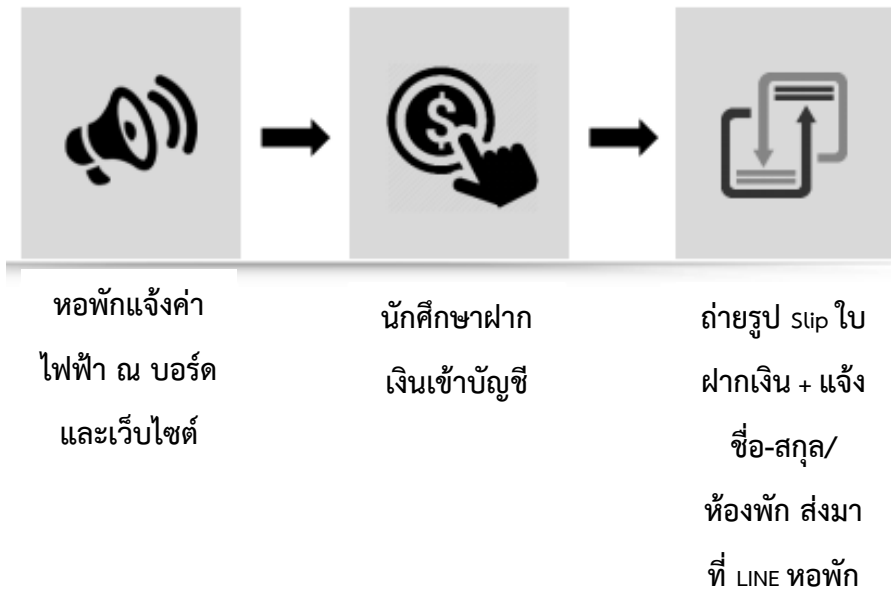 หอพักแจ้งค่า
ไฟฟ้า ณ บอร์ด
และเว็บไซต์
นักศึกษาฝาก
เงินเข้าบัญชี
ถ่ายรูป Slip ใบ
ฝากเงิน + แจ้ง
ชื่อ-สกุล/
ห้องพัก ส่งมา
ที่ LINE หอพัก